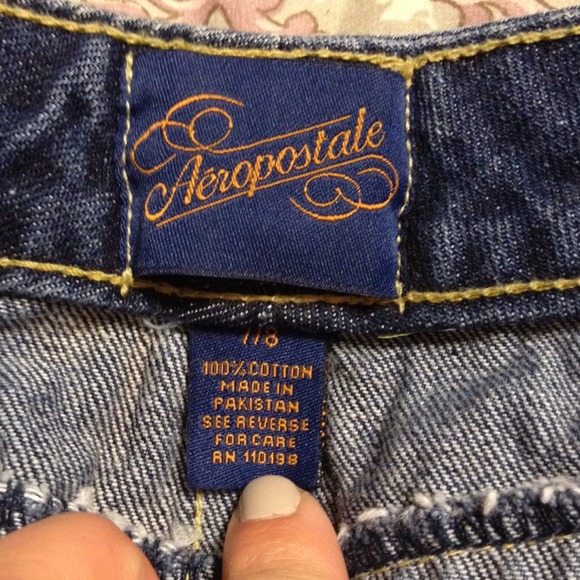 Aéropostale
7/8
100% COTTON
MADE IN
PAKISTAN
SEE REVERSE
FOR CARE
RN 110198